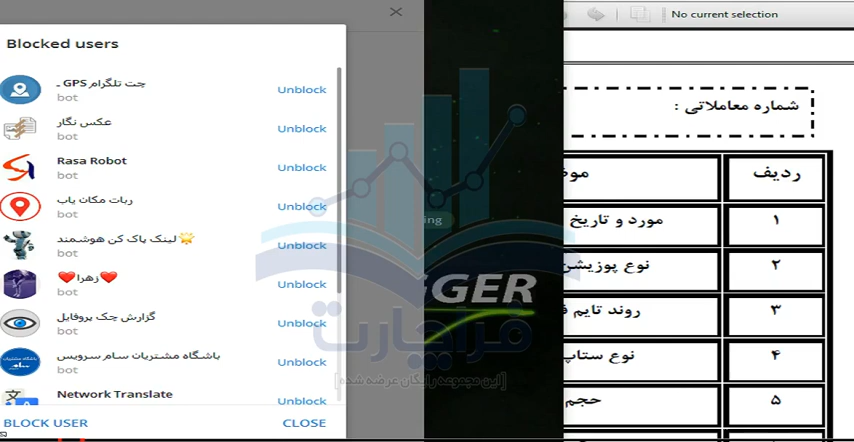 Blocked users
چت تلگرام GPS ـ
bot
Unblock
عکس نگار
bot
Unblock
Rasa Robot
bot
Unblock
ربات مکان یاب
bot
Unblock
لینک پاک کن هوشمند🌟
bot
Unblock
❤️زهرا❤️
bot
Unblock
گزارش چک پروفایل
bot
Unblock
باشگاه مشتریان سام سرویس
bot
Unblock
Network Translate
Unblock
BLOCK USER
CLOSE
GER
فراچارت
[این مجموعه رایگان عرضه شده]
No current selection
شماره معاملاتی :
ردیف
۱ مورد و تاریخ
۲ نوع پوزیشن
۳ روند تایم
۴ نوع ستاپ
۵ حجم